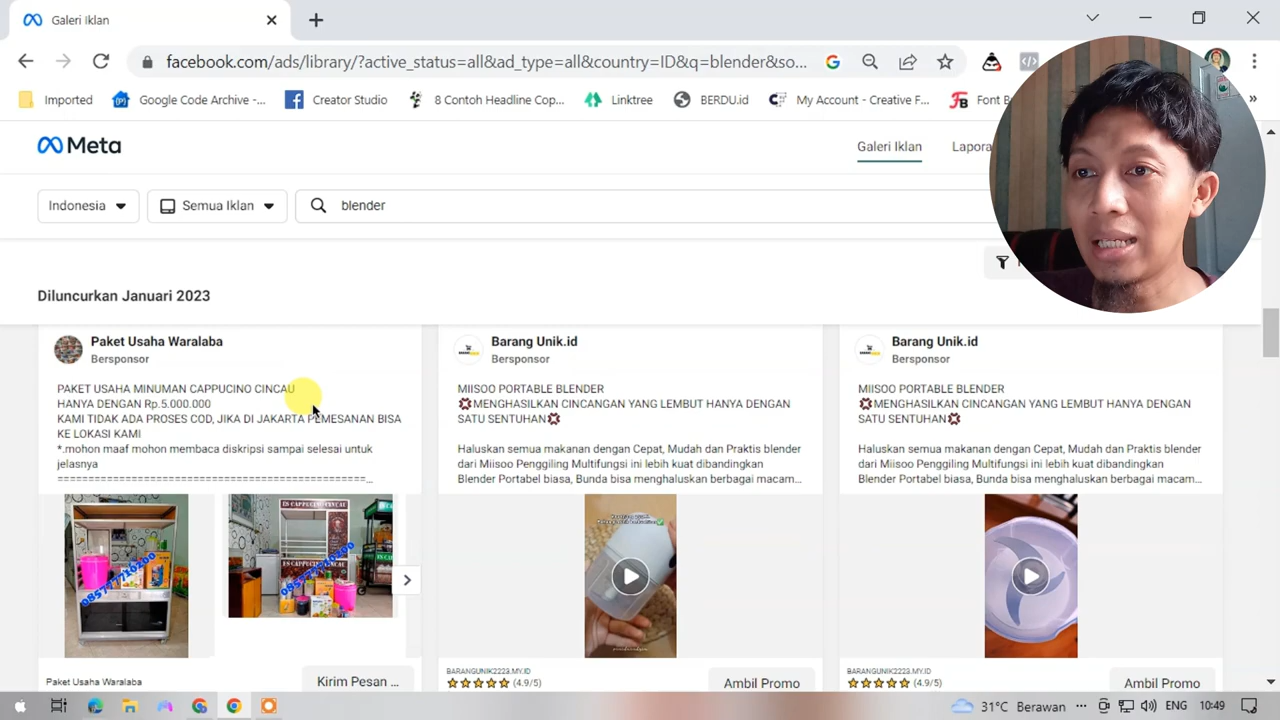 Galeri Iklan
facebook.com/ads/library/?active_status=all&ad_type=all&country=ID&q=blender&so...
Imported
Google Code Archive -...
Creator Studio
8 Contoh Headline Cop...
Linktree
BERDU.id
My Account - Creative F...
Font B
Meta
Galeri Iklan
Lapora
Indonesia
Semua Iklan
blender
Diluncurkan Januari 2023
Paket Usaha Waralaba
Bersponsor
PAKET USAHA MINUMAN CAPPUCINO CINCAU
HANYA DENGAN Rp.5.000.000
KAMI TIDAK ADA PROSES COD, JIKA DI JAKARTA PEMESANAN BISA
KE LOKASI KAMI
*.mohon maaf mohon membaca diskripsi sampai selesai untuk
jelasnya
=============================================...
085777710200
ES CAPPUCINO CINCAU
085777710200
Paket Usaha Waralaba
Kirim Pesan ...
Barang Unik.id
Bersponsor
MIISOO PORTABLE BLENDER
💢MENGHASILKAN CINCANGAN YANG LEMBUT HANYA DENGAN
SATU SENTUHAN💢
Haluskan semua makanan dengan Cepat, Mudah dan Praktis blender
dari Miisoo Penggiling Multifungsi ini lebih kuat dibandingkan
Blender Portabel biasa, Bunda bisa menghaluskan berbagai macam...
BARANGUNIK2223.MY.ID
⭐⭐⭐⭐⭐ (4.9/5)
Ambil Promo
Barang Unik.id
Bersponsor
MIISOO PORTABLE BLENDER
💢MENGHASILKAN CINCANGAN YANG LEMBUT HANYA DENGAN
SATU SENTUHAN💢
Haluskan semua makanan dengan Cepat, Mudah dan Praktis blender
dari Miisoo Penggiling Multifungsi ini lebih kuat dibandingkan
Blender Portabel biasa, Bunda bisa menghaluskan berbagai macam...
BARANGUNIK2223.MY.ID
⭐⭐⭐⭐⭐ (4.9/5)
Ambil Promo
31°C Berawan
ENG
10:49